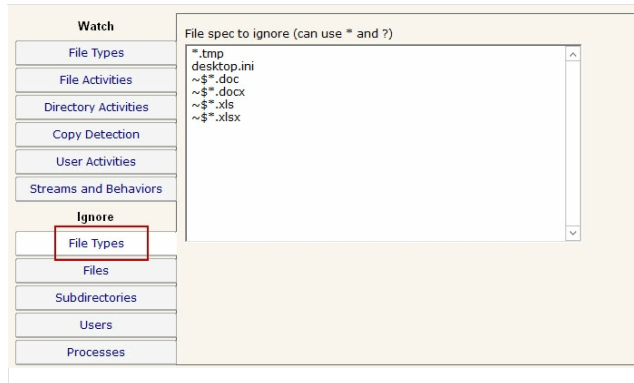 Watch
File Types
File Activities
Directory Activities
Copy Detection
User Activities
Streams and Behaviors
Ignore
File Types
Files
Subdirectories
Users
Processes
File spec to ignore (can use * and ?)
*.tmp
desktop.ini
~$*.doc
~$*.docx
~$*.xls
~$*.xlsx